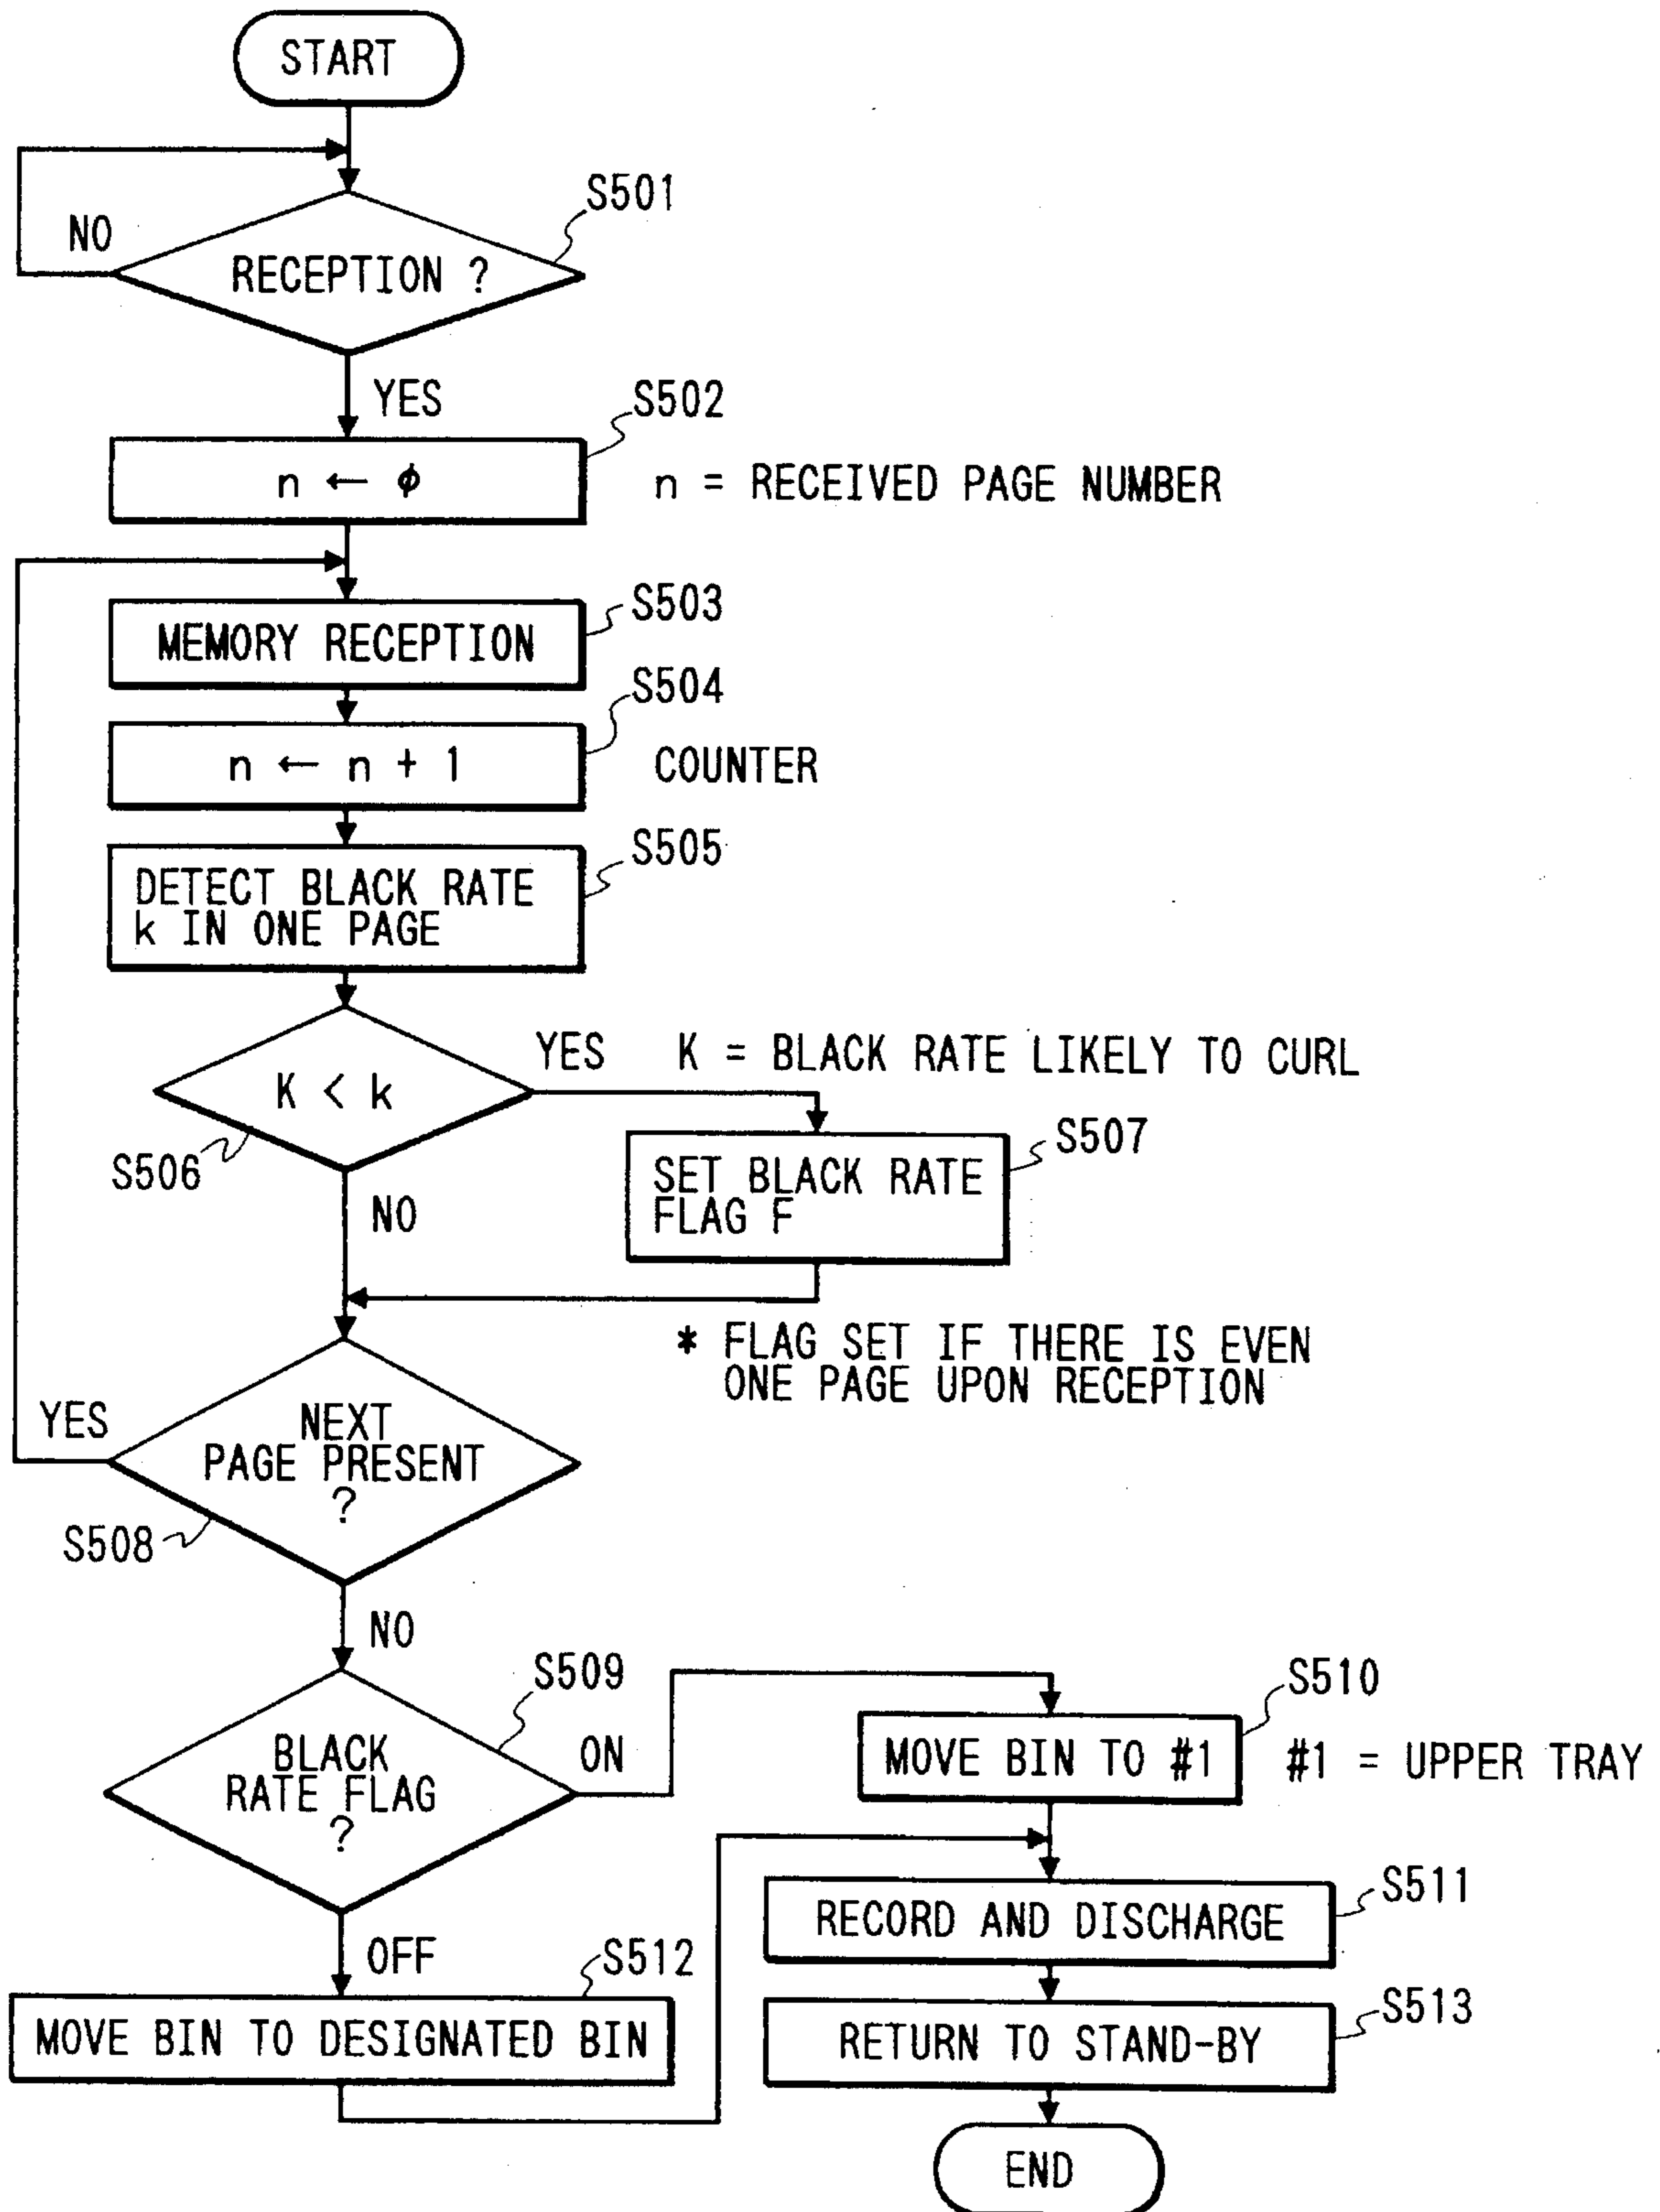 START
S501
NO
RECEPTION ?
YES
S502
n ← ϕ
n = RECEIVED PAGE NUMBER
S503
MEMORY RECEPTION
S504
n ← n + 1
COUNTER
S505
DETECT BLACK RATE
k IN ONE PAGE
YES
K = BLACK RATE LIKELY TO CURL
K < k
S506
S507
SET BLACK RATE
FLAG F
NO
* FLAG SET IF THERE IS EVEN
ONE PAGE UPON RECEPTION
YES
NEXT
PAGE PRESENT
?
S508
NO
S509
S510
BLACK
RATE FLAG
?
ON
MOVE BIN TO #1
#1 = UPPER TRAY
S511
RECORD AND DISCHARGE
OFF
S512
MOVE BIN TO DESIGNATED BIN
S513
RETURN TO STAND-BY
END